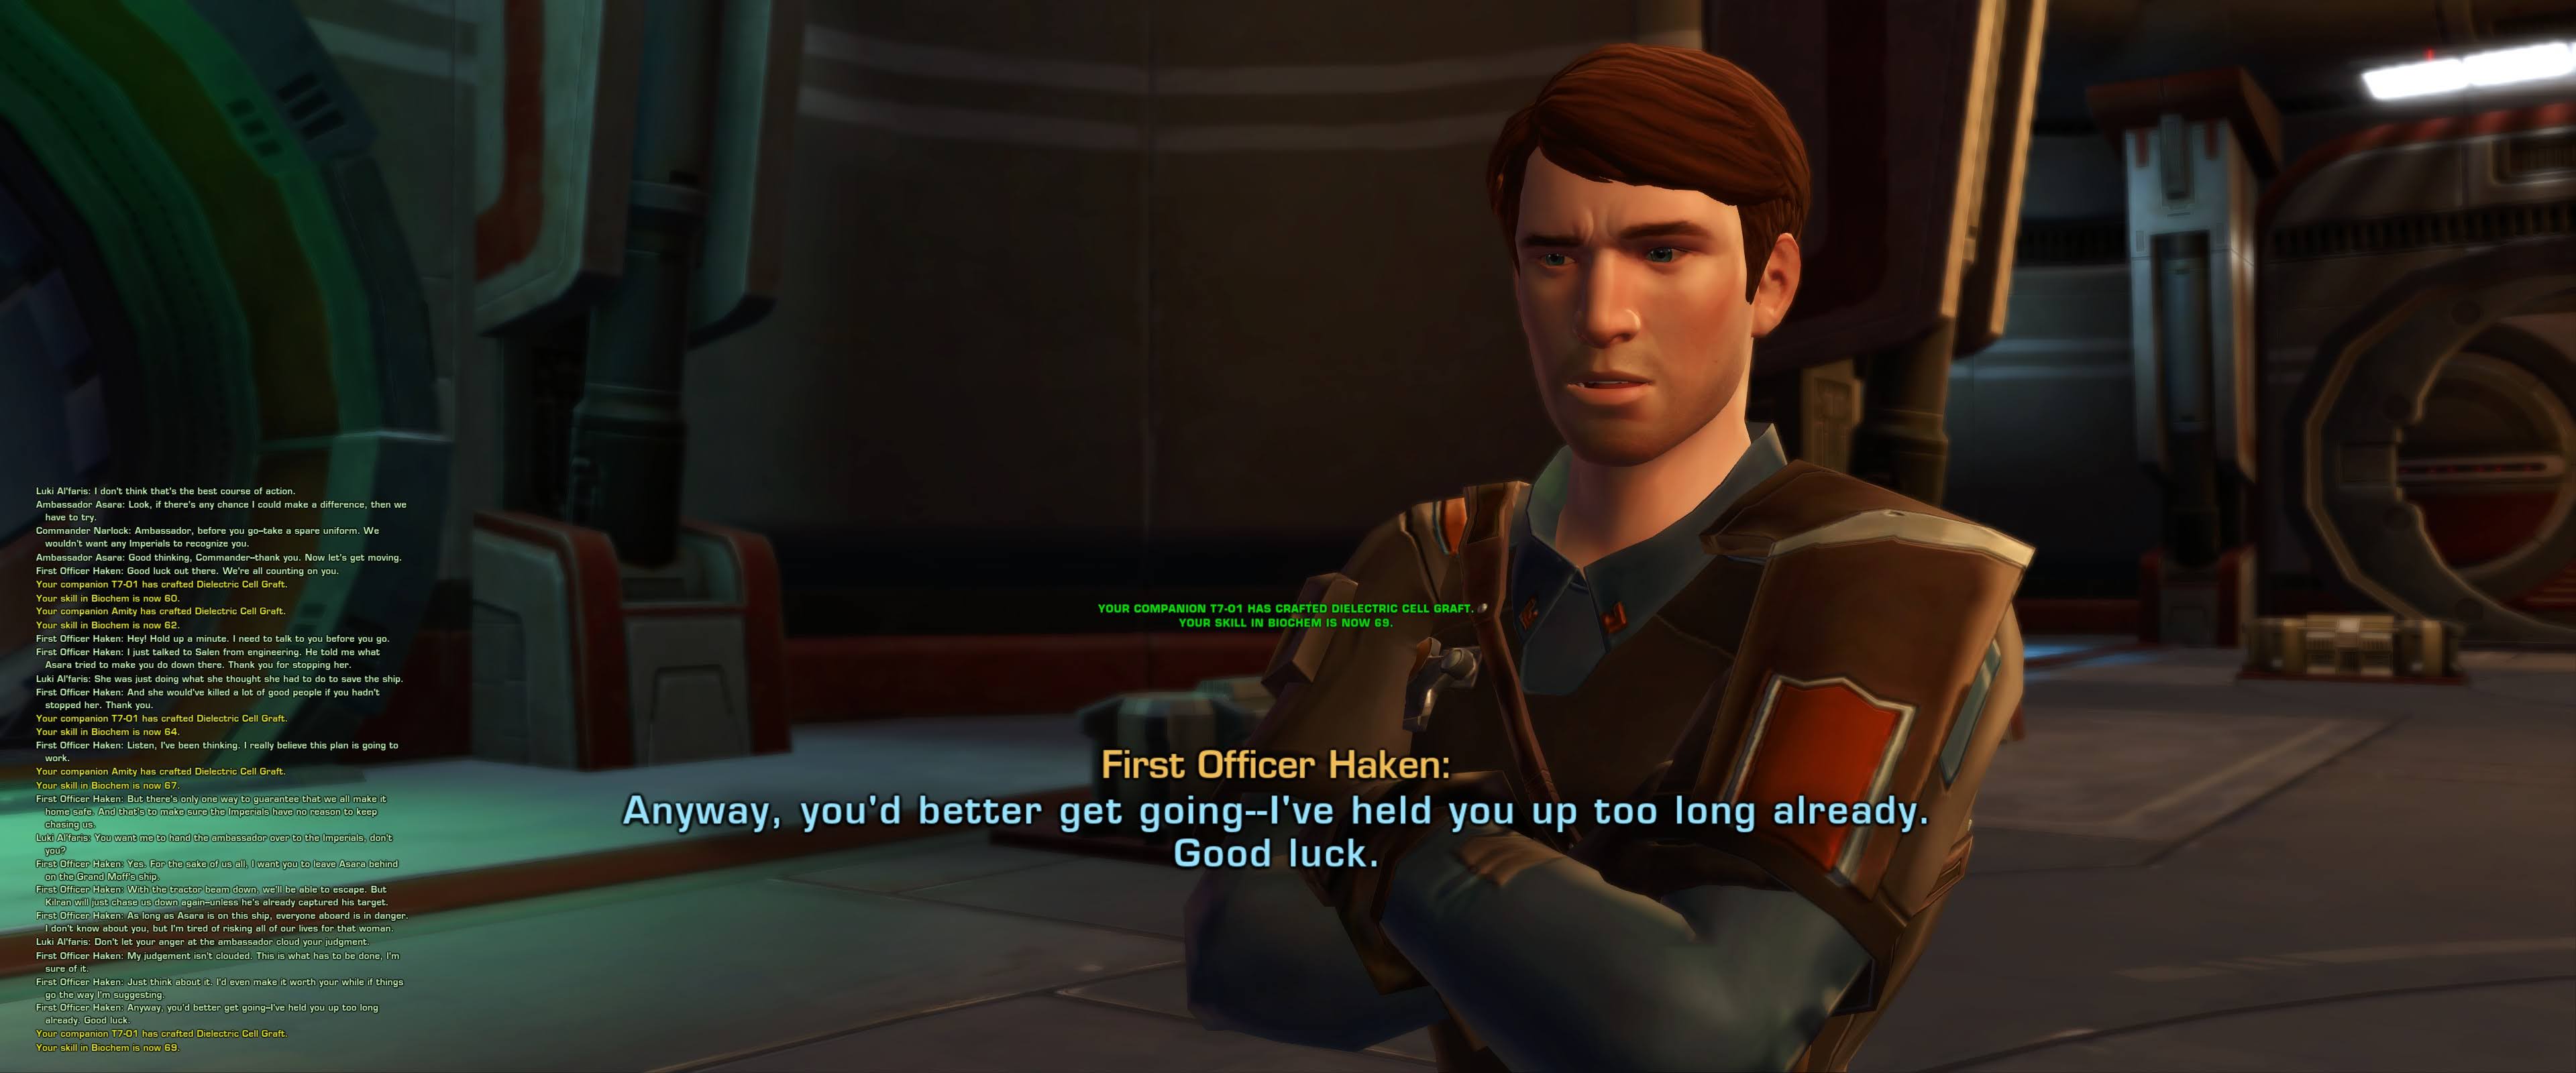 Luki Al'faris: I don't think that's the best course of action.
Ambassador Asara: Look, if there's any chance I could make a difference, then we
have to try.
Commander Narlock: Ambassador, before you go--take a spare uniform. We
wouldn't want any Imperials to recognize you.
Ambassador Asara: Good thinking, Commander--thank you. Now let's get moving.
First Officer Haken: Good luck out there. We're all counting on you.
Your companion T7-01 has crafted Dielectric Cell Graft.
Your skill in Biochem is now 60.
Your companion Amity has crafted Dielectric Cell Graft.
Your skill in Biochem is now 62.
First Officer Haken: Hey! Hold up a minute. I need to talk to you before you go.
First Officer Haken: I just talked to Salen from engineering. He told me what
Asara tried to make you do down there. Thank you for stopping her.
Luki Al'faris: She was just doing what she thought she had to do to save the ship.
First Officer Haken: And she would've killed a lot of good people if you hadn't
stopped her. Thank you.
Your companion T7-01 has crafted Dielectric Cell Graft.
Your skill in Biochem is now 64.
First Officer Haken: Listen, I've been thinking. I really believe this plan is going to
work.
Your companion Amity has crafted Dielectric Cell Graft.
Your skill in Biochem is now 67.
First Officer Haken: But there's only one way to guarantee that we all make it
home safe. And that's to make sure the Imperials have no reason to keep
chasing us.
Luki Al'faris: You want me to hand the ambassador over to the Imperials, don't
you?
First Officer Haken: Yes. For the sake of us all, I want you to leave Asara behind
on the Grand Moff's ship.
First Officer Haken: With the tractor beam down, we'll be able to escape. But
Kilran will just chase us down again--unless he's already captured his target.
First Officer Haken: As long as Asara is on this ship, everyone aboard is in danger.
I don't know about you, but I'm tired of risking all of our lives for that woman.
Luki Al'faris: Don't let your anger at the ambassador cloud your judgment.
First Officer Haken: My judgement isn't clouded. This is what has to be done, I'm
sure of it.
First Officer Haken: Just think about it. I'd even make it worth your while if things
go the way I'm suggesting.
First Officer Haken: Anyway, you'd better get going--I've held you up too long
already. Good luck.
Your companion T7-01 has crafted Dielectric Cell Graft.
Your skill in Biochem is now 69.
YOUR COMPANION T7-01 HAS CRAFTED DIELECTRIC CELL GRAFT.
YOUR SKILL IN BIOCHEM IS NOW 69.
First Officer Haken:
Anyway, you'd better get going--I've held you up too long already.
Good luck.